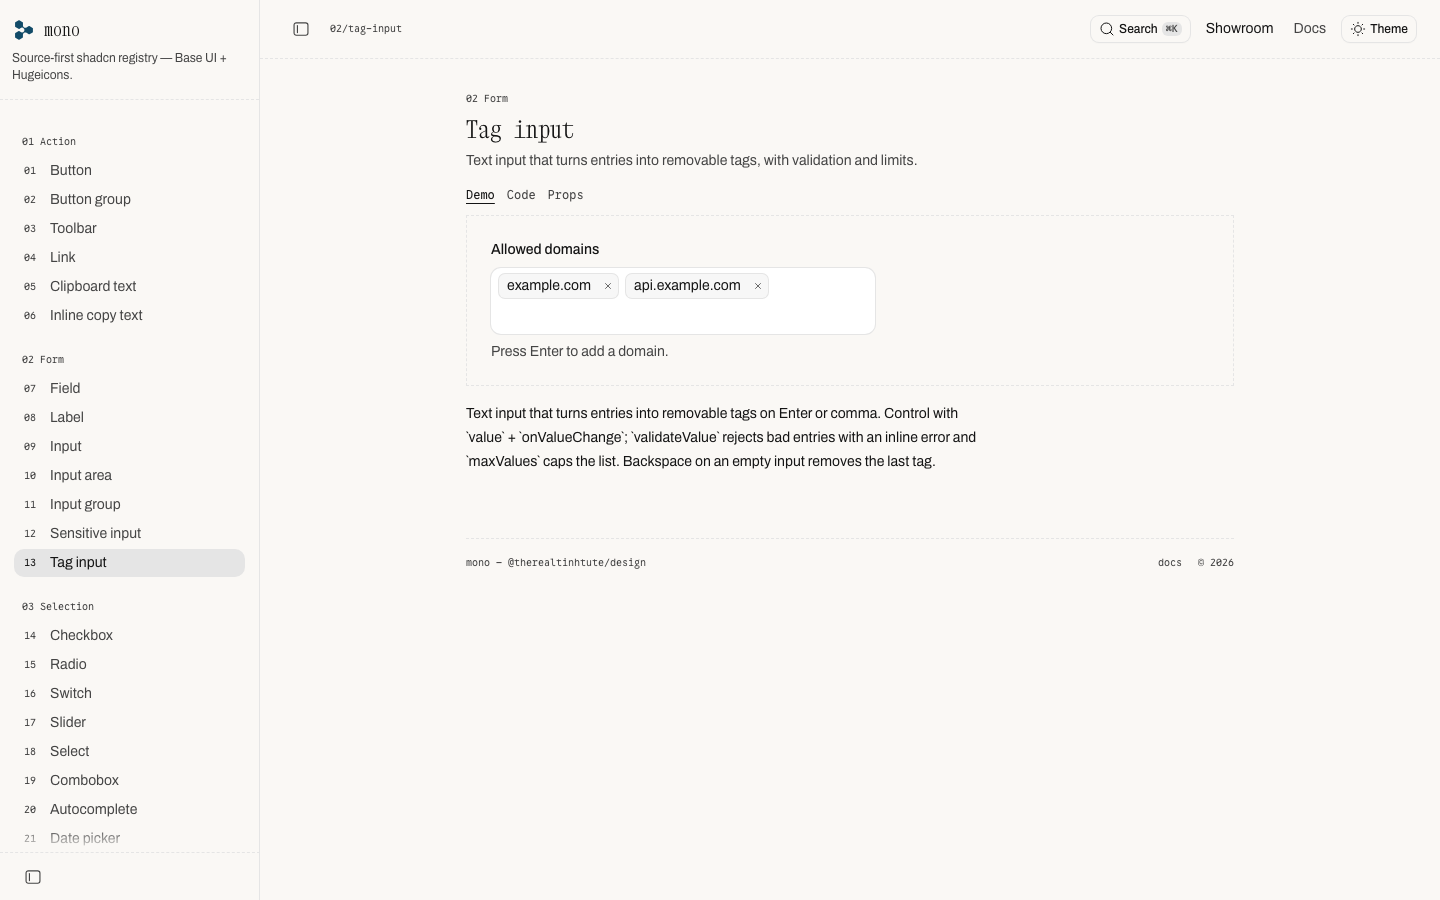 mono
Source-first shadcn registry — Base UI +
Hugeicons.
01 Action
01 Button
02 Button group
03 Toolbar
04 Link
05 Clipboard text
06 Inline copy text
02 Form
07 Field
08 Label
09 Input
10 Input area
11 Input group
12 Sensitive input
13 Tag input
03 Selection
14 Checkbox
15 Radio
16 Switch
17 Slider
18 Select
19 Combobox
20 Autocomplete
21 Date picker
02/tag-input
Search ⌘K
Showroom
Docs
Theme
02 Form
Tag input
Text input that turns entries into removable tags, with validation and limits.
Demo Code Props
Allowed domains
example.com × api.example.com ×
Press Enter to add a domain.
Text input that turns entries into removable tags on Enter or comma. Control with
`value` + `onValueChange`; `validateValue` rejects bad entries with an inline error and
`maxValues` caps the list. Backspace on an empty input removes the last tag.
mono — @therealtinhtute/design
docs © 2026